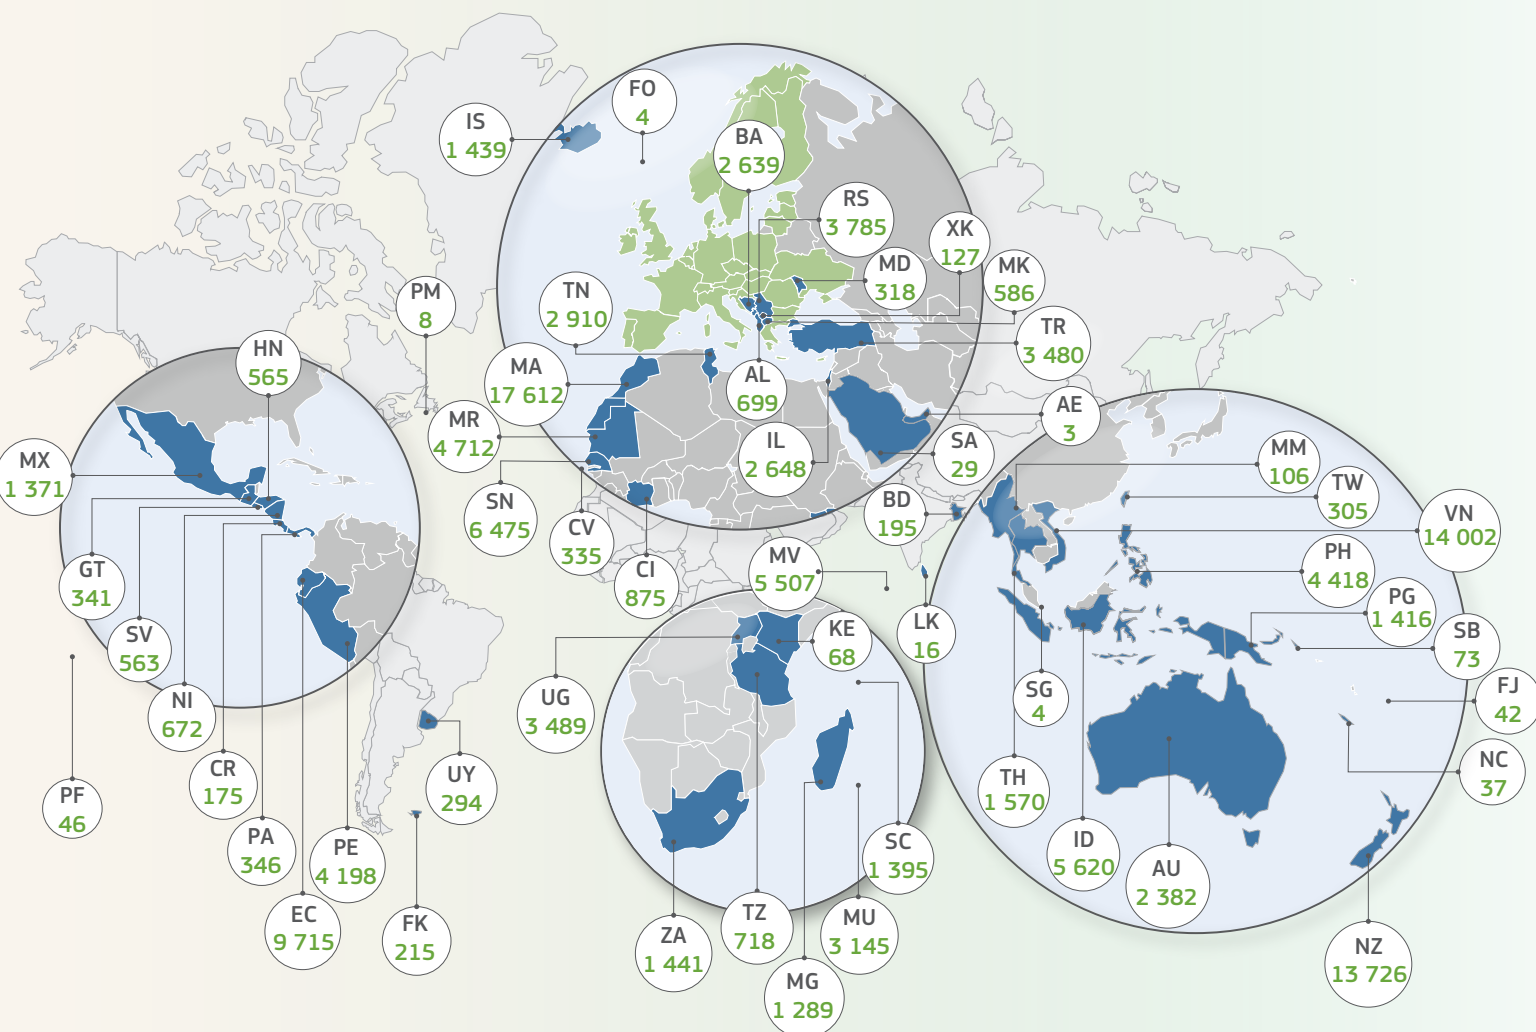 FO
4
IS
1 439
BA
2 639
RS
3 785
XK
127
MD
318
MK
586
PM
8
TN
2 910
TR
3 480
HN
565
MA
17 612
AL
699
AE
3
MR
4 712
IL
2 648
SA
29
MM
106
MX
1 371
TW
305
SN
6 475
BD
195
VN
14 002
CV
335
MV
5 507
PH
4 418
GT
341
CI
875
PG
1 416
SV
563
KE
68
LK
16
SB
73
NI
672
UG
3 489
SG
4
FJ
42
CR
175
UY
294
TH
1 570
NC
37
PF
46
PA
346
PE
4 198
SC
1 395
ID
5 620
AU
2 382
EC
9 715
FK
215
ZA
1 441
TZ
718
MU
3 145
NZ
13 726
MG
1 289